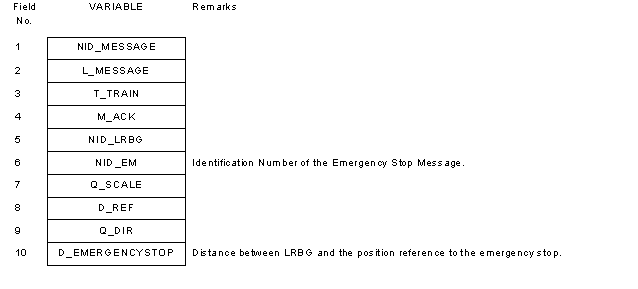 Field VARIABLE Remarks
No.
1 NID_MESSAGE
2 L_MESSAGE
3 T_TRAIN
4 M_ACK
5 NID_LRBG
6 NID_EM Identification Number of the Emergency Stop Message.
7 Q_SCALE
8 D_REF
9 Q_DIR
10 D_EMERGENCYSTOP Distance between LRBG and the position reference to the emergency stop.